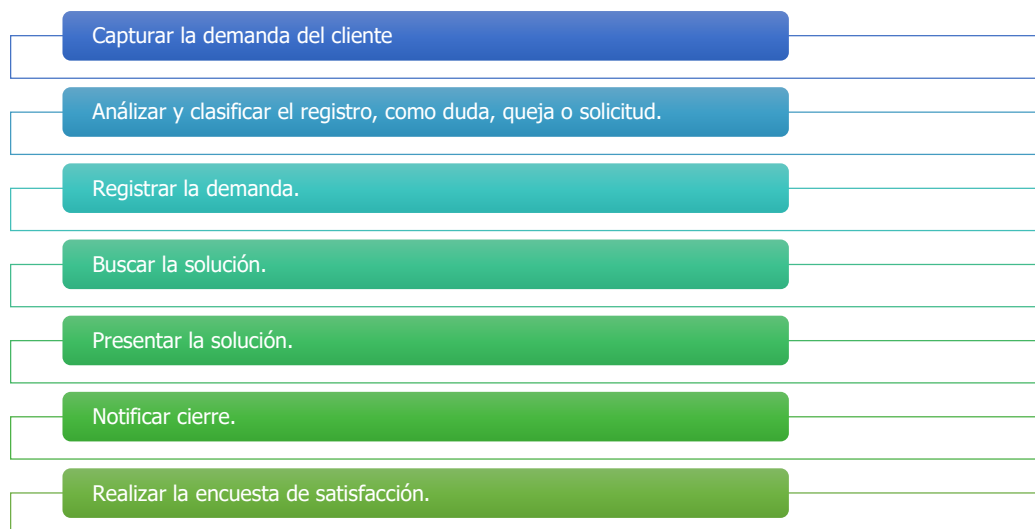 Capturar la demanda del cliente
Análizar y clasificar el registro, como duda, queja o solicitud.
Registrar la demanda.
Buscar la solución.
Presentar la solución.
Notificar cierre.
Realizar la encuesta de satisfacción.